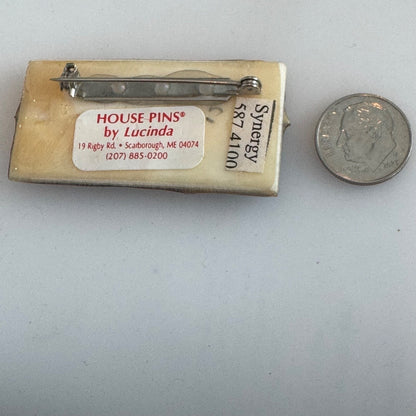 HOUSE PINS®
by Lucinda
19 Rigby Rd. • Scarborough, ME 04074
(207) 885-0200
Synergy
587 4100